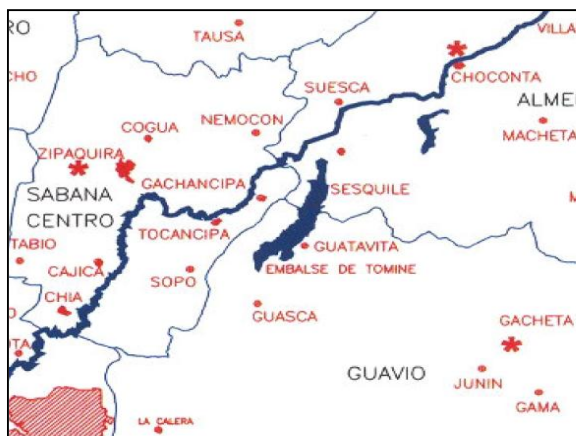 RO
TAUSA
VILLA
CHO
CHOCONTA
SUESCA
ALME
COGUA
NEMOCON
MACHETA
ZIPAQUIRA
GACHANCIPA
SESQUILE
M
SABANA
CENTRO
TOCANCIPA
TABIO
GUATAVITA
CAJICA
SOPO
EMBALSE DE TOMINE
CHIA
GUASCA
O
GACHETA
OTA
GUAVIO
JUNIN
GAMA
LA CALERA